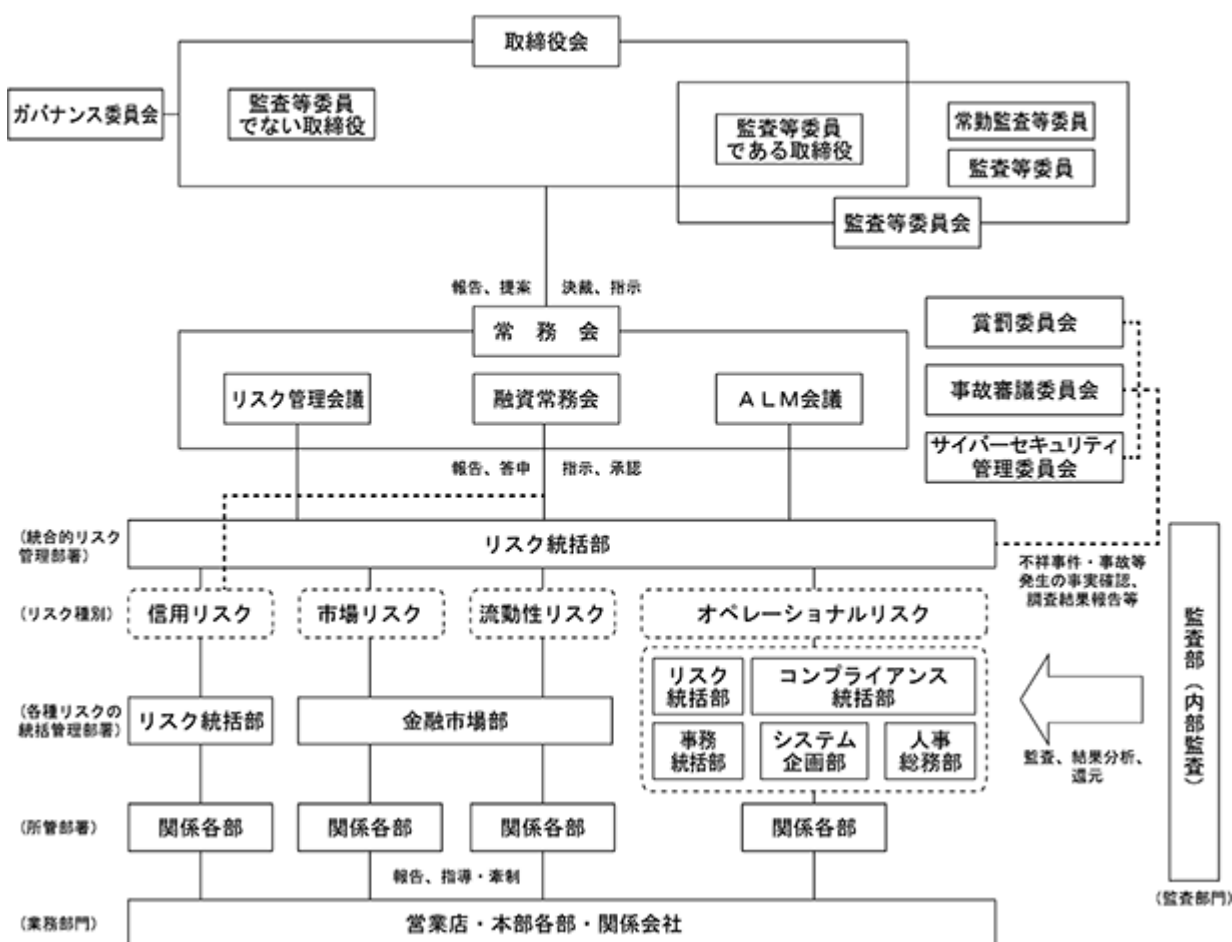 取締役会
ガバナンス委員会
監査等委員
でない取締役
監査等委員
である取締役
常勤監査等委員
監査等委員
監査等委員会
報告、提案
決裁、指示
常 務 会
リスク管理会議
融資常務会
ＡＬＭ会議
賞罰委員会
事故審議委員会
サイバーセキュリティ
管理委員会
報告、答申
指示、承認
(統合的リスク
管理部署)
リスク統括部
不祥事件・事故等
発生の事実確認、
調査結果報告等
(リスク種別)
信用リスク
市場リスク
流動性リスク
オペレーショナルリスク
(各種リスクの
統括管理部署)
リスク統括部
金融市場部
リスク
統括部
コンプライアンス
統括部
事務
統括部
システム
企画部
人事
総務部
監査、結果分析、
還元
監査部（内部監査）
(監査部門)
(所管部署)
関係各部
関係各部
関係各部
関係各部
報告、指導・牽制
(業務部門)
営業店・本部各部・関係会社